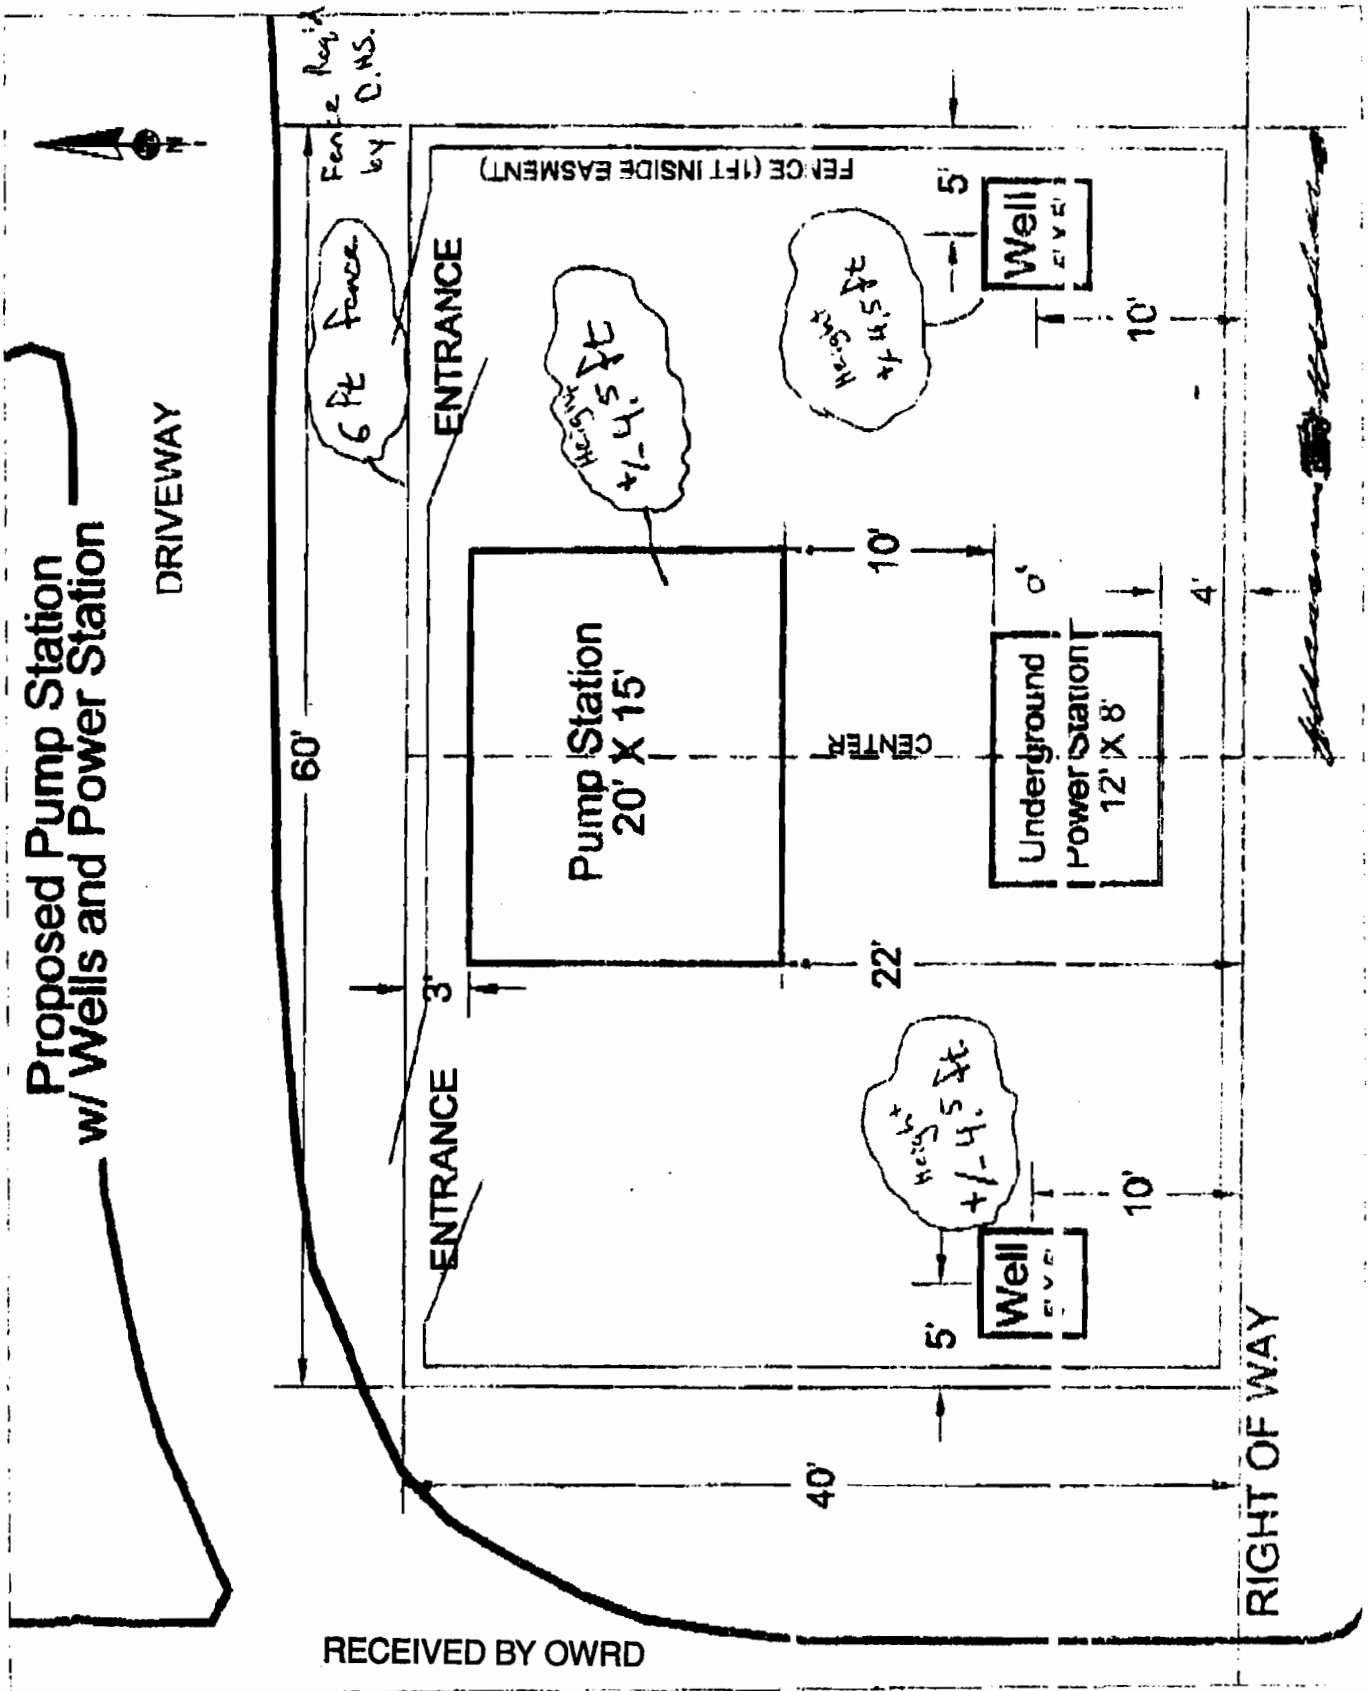 Proposed Pump Station
w/ Wells and Power Station
DRIVEWAY
N
Fence Req'd
by D.HS.
60'
6 ft fence
ENTRANCE
ENTRANCE
3'
FENCE (1FT INSIDE EASMENT)
Height
+/- 4.5 ft
Pump Station
20' X 15'
CENTER
10'
22'
40'
Height
+/- 4.5 ft
Height
+/- 4.5 ft.
5'
5'
Well
Well
10'
10'
Underground
Power Station
12' X 8'
4'
RIGHT OF WAY
RECEIVED BY OWRD